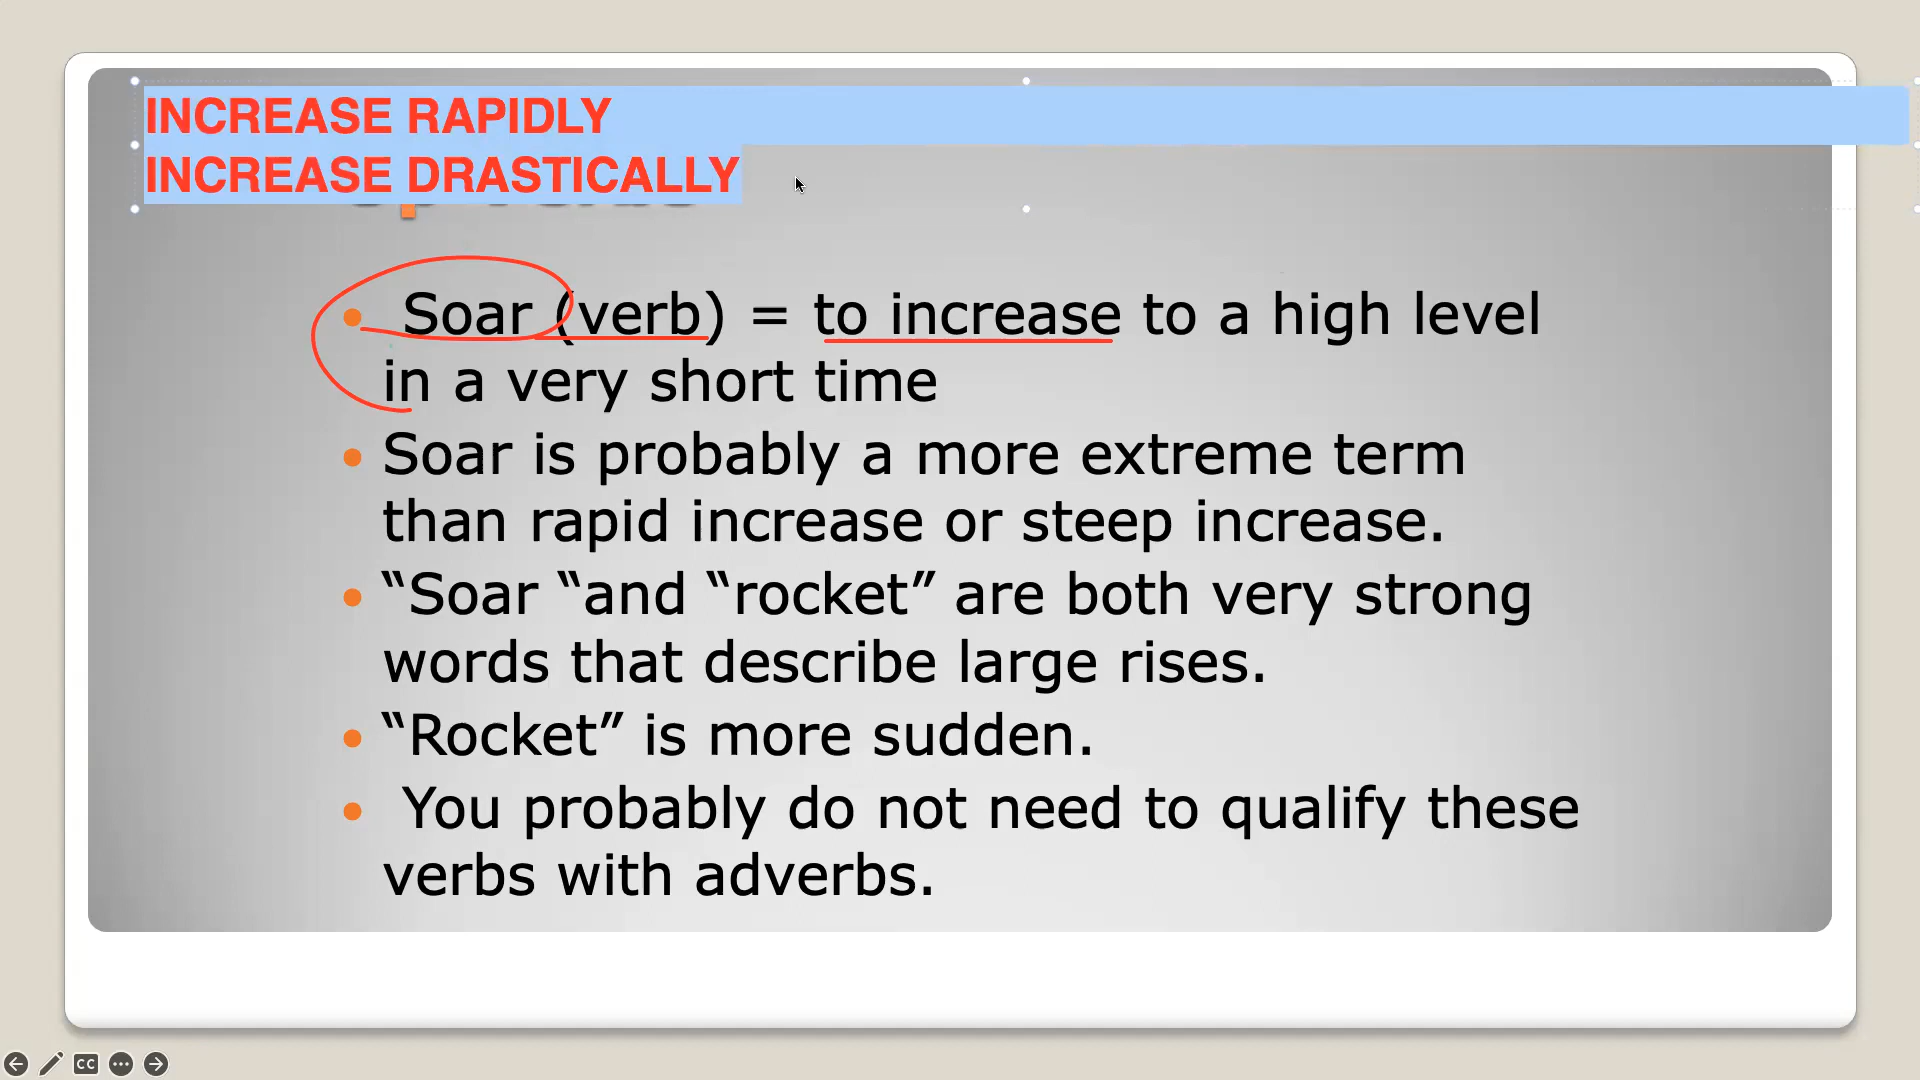 INCREASE RAPIDLY
INCREASE DRASTICALLY
Soar (verb) = to increase to a high level
in a very short time
Soar is probably a more extreme term
than rapid increase or steep increase.
“Soar “and “rocket” are both very strong
words that describe large rises.
“Rocket” is more sudden.
You probably do not need to qualify these
verbs with adverbs.
CC